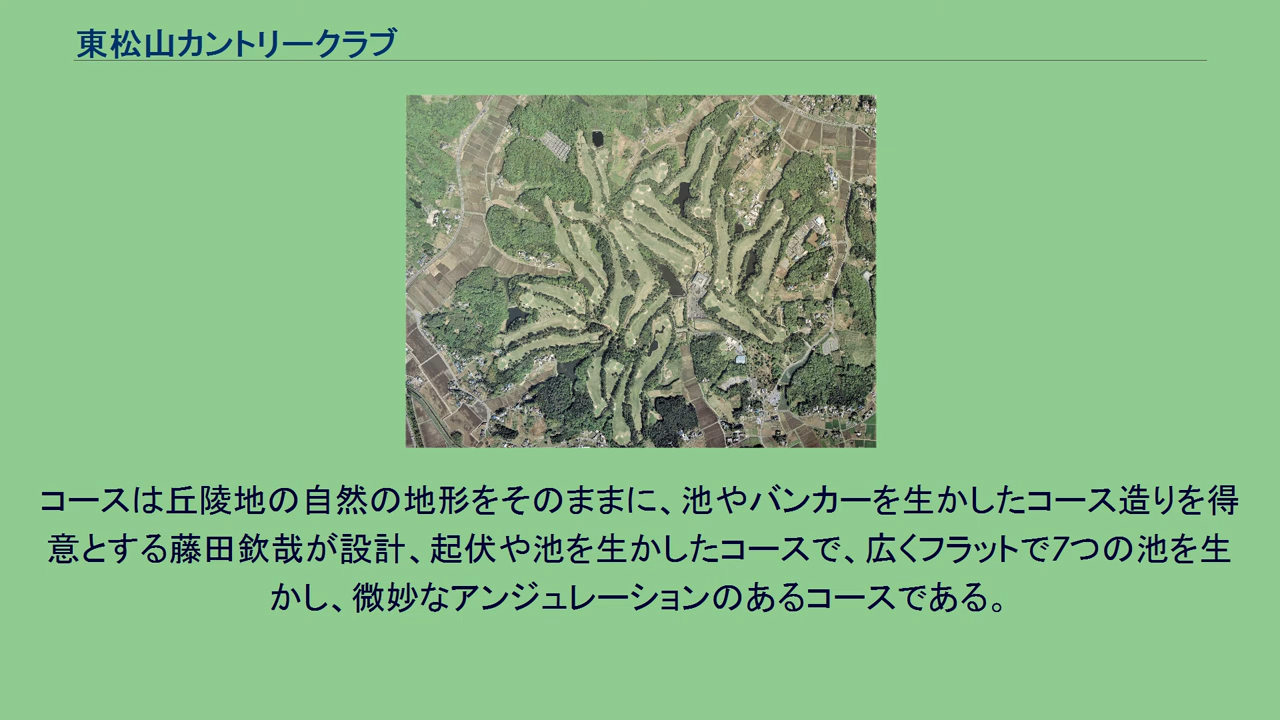 東松山カントリークラブ
コースは丘陵地の自然の地形をそのままに、池やバンカーを生かしたコース造りを得
意とする藤田欽哉が設計、起伏や池を生かしたコースで、広くフラットで7つの池を生
かし、微妙なアンジュレーションのあるコースである。